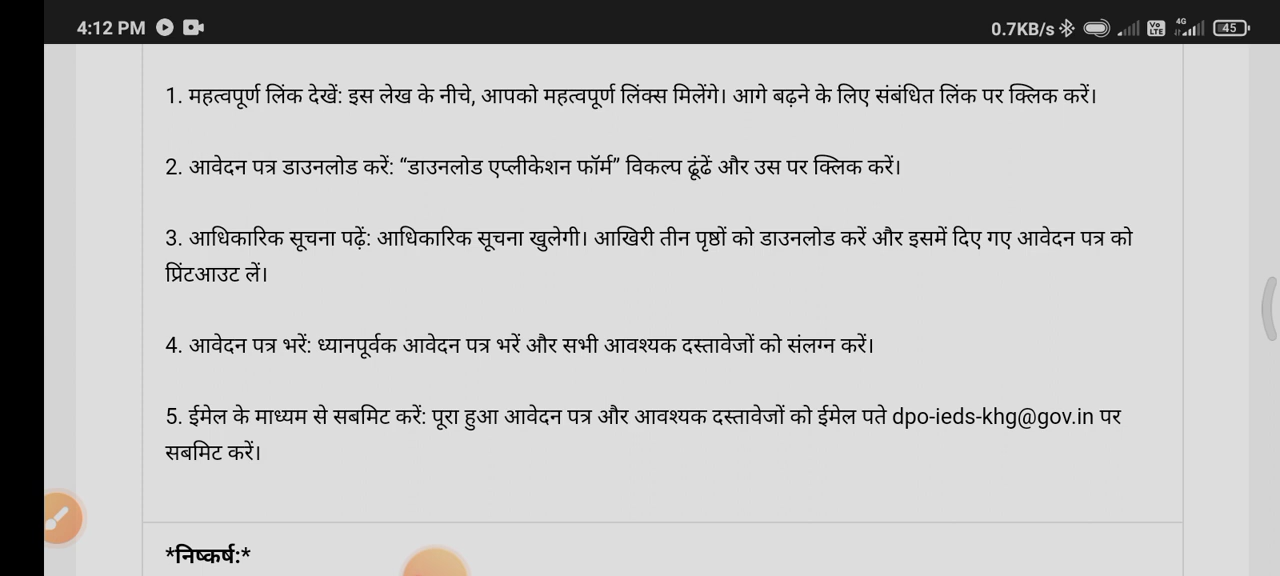 4:12 PM
0.7KB/s
Vo LTE
4G
45
1. महत्वपूर्ण लिंक देखें: इस लेख के नीचे, आपको महत्वपूर्ण लिंक्स मिलेंगे। आगे बढ़ने के लिए संबंधित लिंक पर क्लिक करें।
2. आवेदन पत्र डाउनलोड करें: “डाउनलोड एप्लीकेशन फॉर्म” विकल्प ढूंढें और उस पर क्लिक करें।
3. आधिकारिक सूचना पढ़ें: आधिकारिक सूचना खुलेगी। आखिरी तीन पृष्ठों को डाउनलोड करें और इसमें दिए गए आवेदन पत्र को
प्रिंटआउट लें।
4. आवेदन पत्र भरें: ध्यानपूर्वक आवेदन पत्र भरें और सभी आवश्यक दस्तावेजों को संलग्न करें।
5. ईमेल के माध्यम से सबमिट करें: पूरा हुआ आवेदन पत्र और आवश्यक दस्तावेजों को ईमेल पते dpo-ieds-khg@gov.in पर
सबमिट करें।
*निष्कर्ष:*